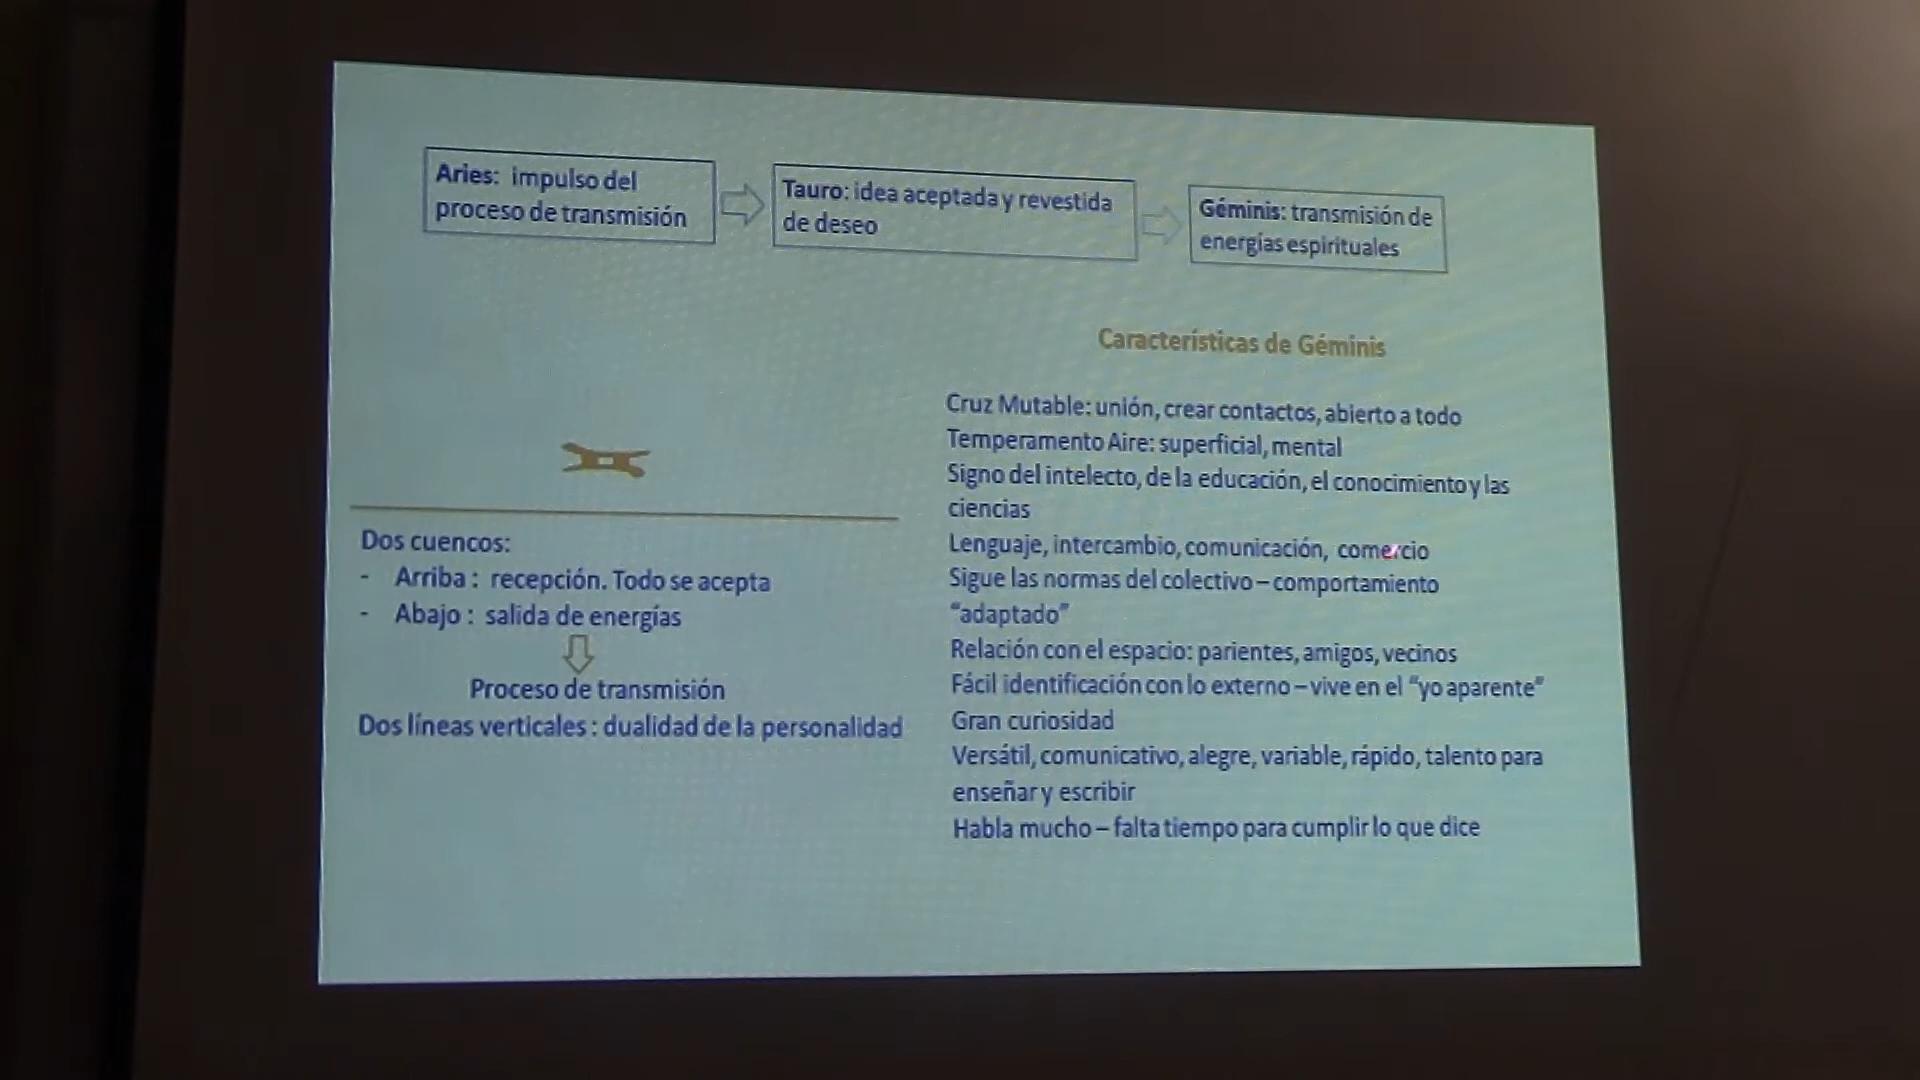 Aries: impulso del
proceso de transmisión
Tauro: idea aceptada y revestida
de deseo
Géminis: transmisión de
energías espirituales
Dos cuencos:
- Arriba : recepción. Todo se acepta
- Abajo : salida de energías
Proceso de transmisión
Dos líneas verticales : dualidad de la personalidad
Características de Géminis
Cruz Mutable: unión, crear contactos, abierto a todo
Temperamento Aire: superficial, mental
Signo del intelecto, de la educación, el conocimiento y las
ciencias
Lenguaje, intercambio, comunicación, comercio
Sigue las normas del colectivo – comportamiento
“adaptado”
Relación con el espacio: parientes, amigos, vecinos
Fácil identificación con lo externo – vive en el “yo aparente”
Gran curiosidad
Versátil, comunicativo, alegre, variable, rápido, talento para
enseñar y escribir
Habla mucho – falta tiempo para cumplir lo que dice